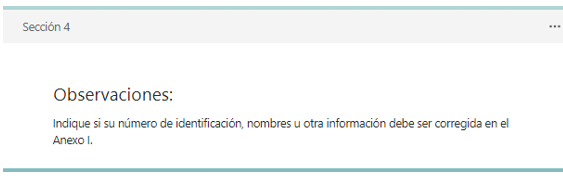 Sección 4
Observaciones:
Indique si su número de identificación, nombres u otra información debe ser corregida en el
Anexo I.